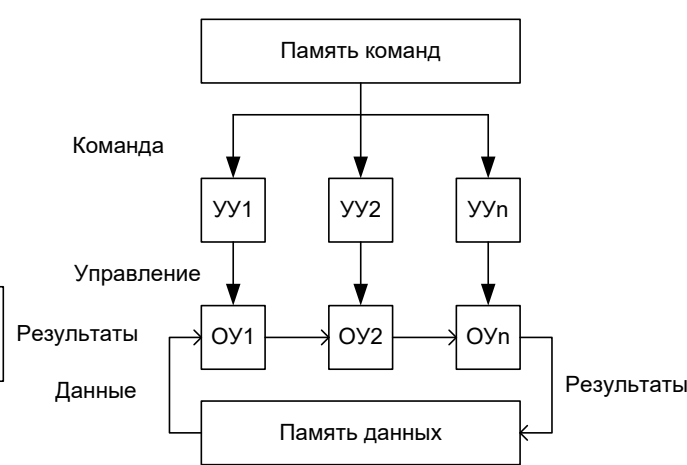 Память команд
Команда
УУ1 УУ2 УУn
Управление
Результаты ОУ1 ОУ2 ОУn
Данные Результаты
Память данных